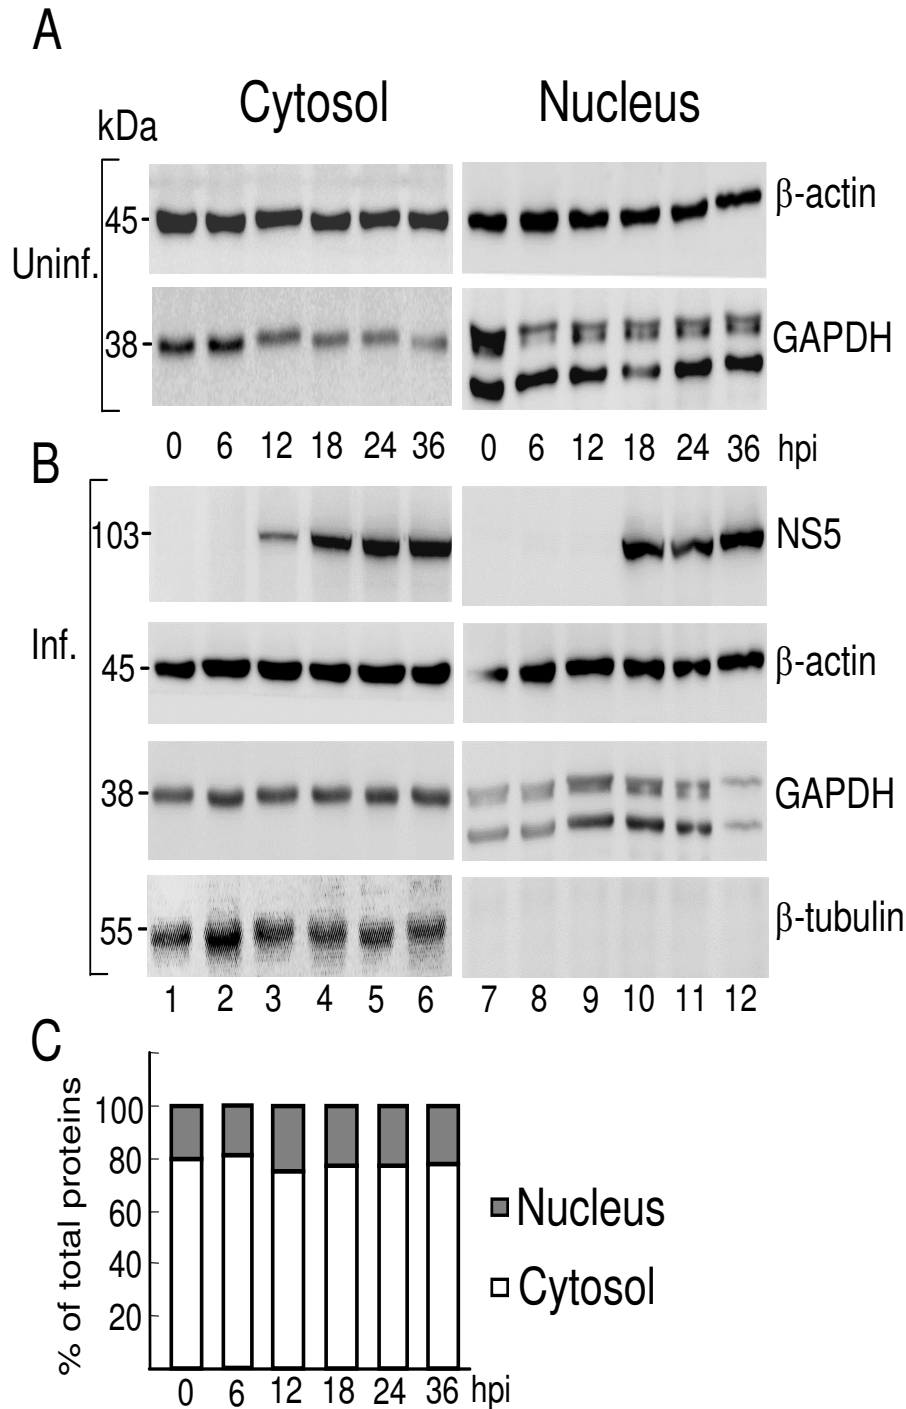 A
Cytosol Nucleus
kDa
45 β-actin
Uninf.
38 GAPDH
0 6 12 18 24 36 0 6 12 18 24 36 hpi
B
103 NS5
Inf.
45 β-actin
38 GAPDH
55 β-tubulin
1 2 3 4 5 6 7 8 9 10 11 12
C
% of total proteins
100
80
60
40
20
Nucleus
Cytosol
0 6 12 18 24 36 hpi